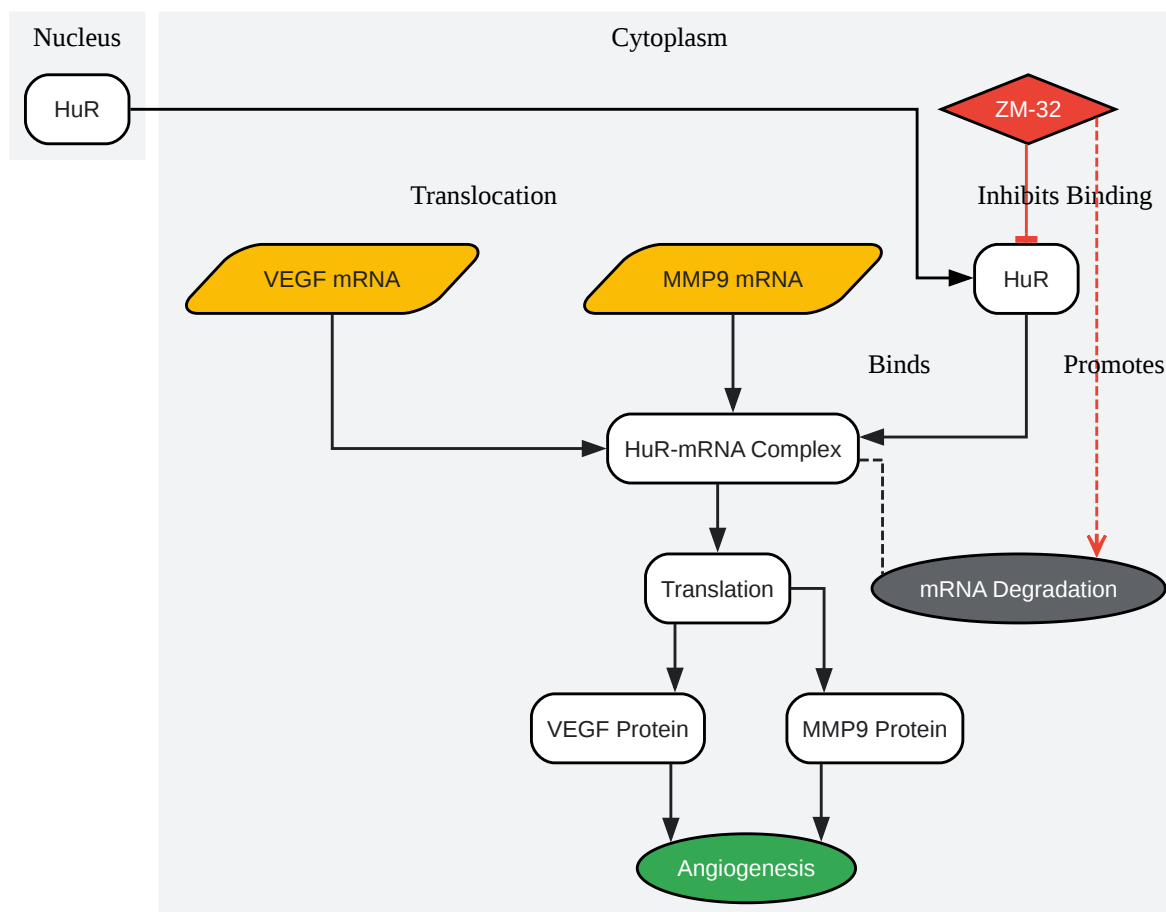 Nucleus
Cytoplasm
HuR
ZM-32
Translocation
Inhibits Binding
VEGF mRNA
MMP9 mRNA
HuR
Binds
Promotes
HuR-mRNA Complex
Translation
mRNA Degradation
VEGF Protein
MMP9 Protein
Angiogenesis